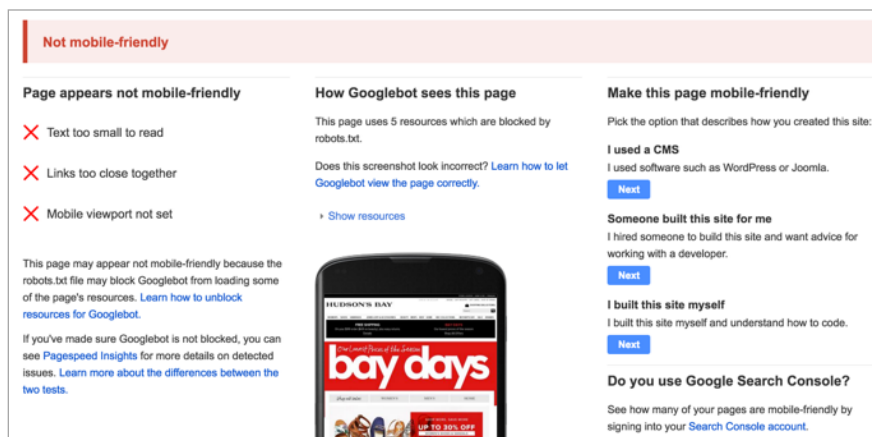 Not mobile-friendly
Page appears not mobile-friendly
Text too small to read
Links too close together
Mobile viewport not set
This page may appear not mobile-friendly because the
robots.txt file may block Googlebot from loading some
of the page's resources. Learn how to unblock
resources for Googlebot.
If you've made sure Googlebot is not blocked, you can
see Pagespeed Insights for more details on detected
issues. Learn more about the differences between the
two tests.
How Googlebot sees this page
This page uses 5 resources which are blocked by
robots.txt.
Does this screenshot look incorrect? Learn how to let
Googlebot view the page correctly.
Show resources
HUDSON'S BAY
FREE SHIPPING
One Last Phase of the Season
bay days
UP TO 30% OFF
Make this page mobile-friendly
Pick the option that describes how you created this site:
I used a CMS
I used software such as WordPress or Joomla.
Next
Someone built this site for me
I hired someone to build this site and want advice for
working with a developer.
Next
I built this site myself
I built this site myself and understand how to code.
Next
Do you use Google Search Console?
See how many of your pages are mobile-friendly by
signing into your Search Console account.